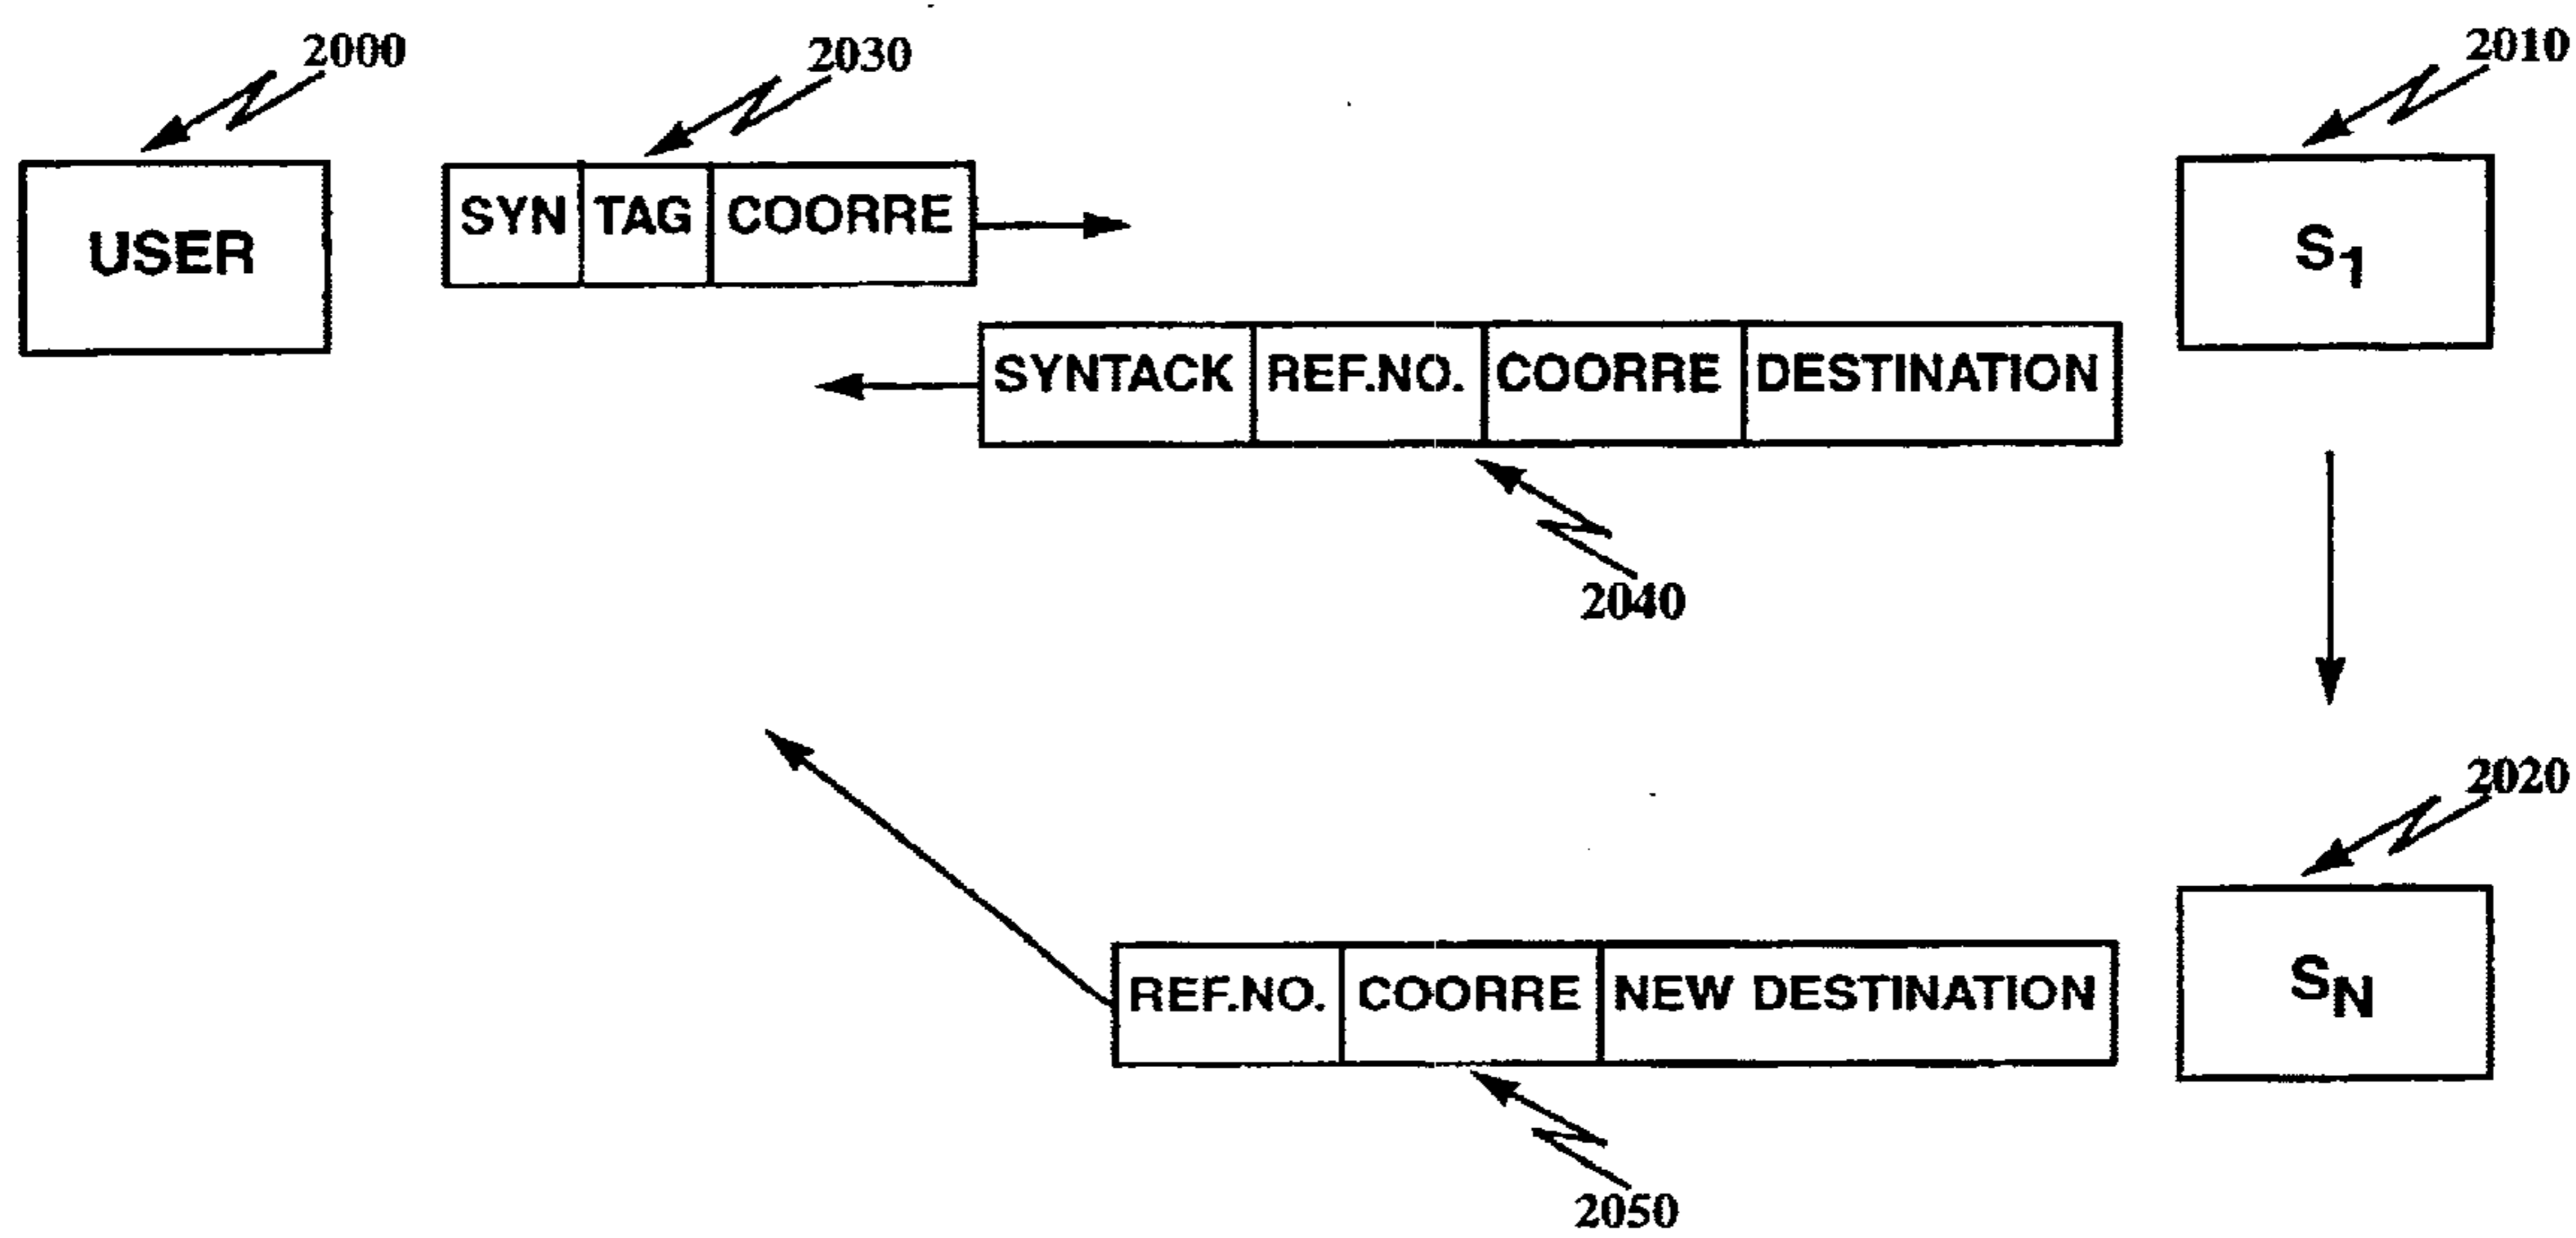 2000
2030
2010
USER
SYN TAG COORRE
S1
SYNTACK REF.NO. COORRE DESTINATION
2040
2020
REF.NO. COORRE NEW DESTINATION
SN
2050